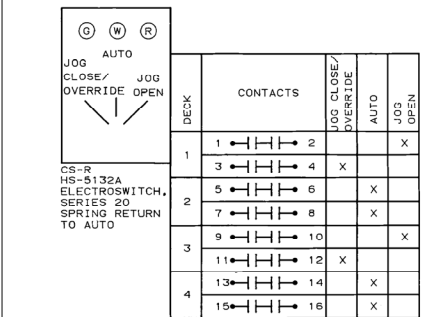 G W R
AUTO
JOG
CLOSE/ JOG
OVERRIDE OPEN
CS-R
HS-5132A
ELECTROSWITCH,
SERIES 20
SPRING RETURN
TO AUTO
DECK CONTACTS JOG CLOSE/ OVERRIDE AUTO JOG OPEN
1 1 2 X
3 4 X
2 5 6 X
7 8 X
3 9 10 X
11 12 X
4 13 14 X
15 16 X